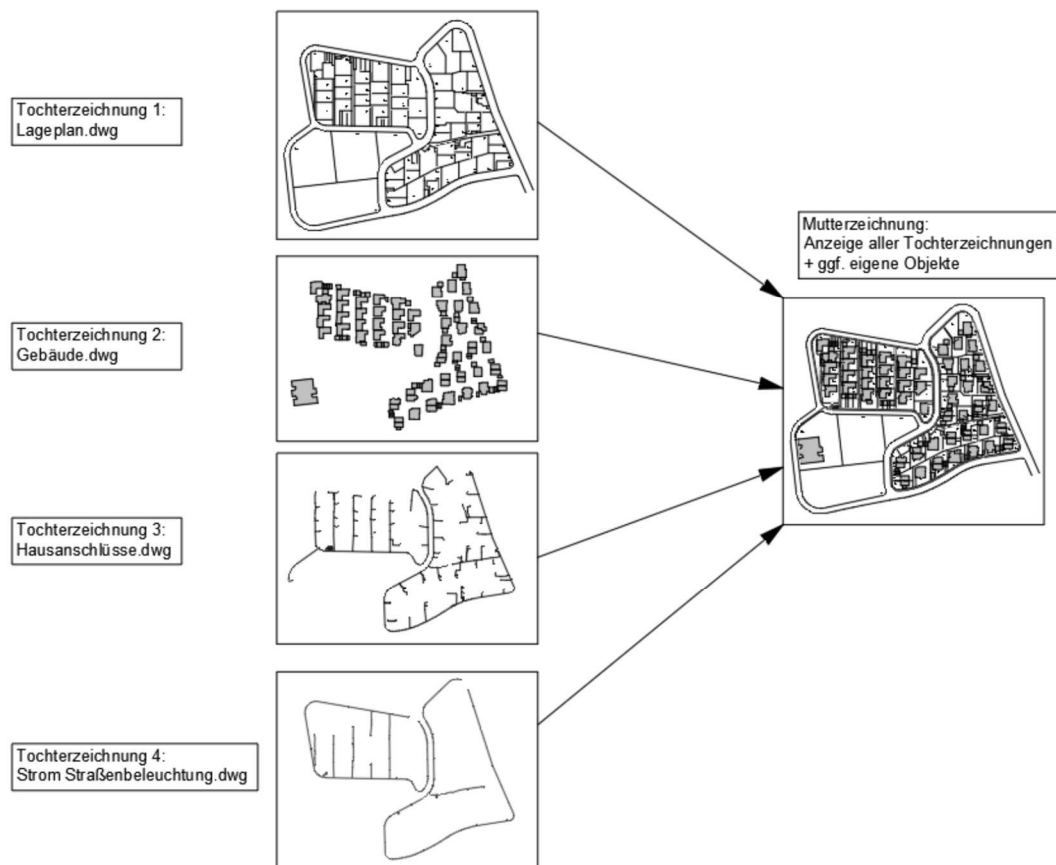 Tochterzeichnung 1:
Lageplan.dwg
Mutterzeichnung:
Anzeige aller Tochterzeichnungen
+ ggf. eigene Objekte
Tochterzeichnung 2:
Gebäude.dwg
Tochterzeichnung 3:
Hausanschlüsse.dwg
Tochterzeichnung 4:
Strom Straßenbeleuchtung.dwg